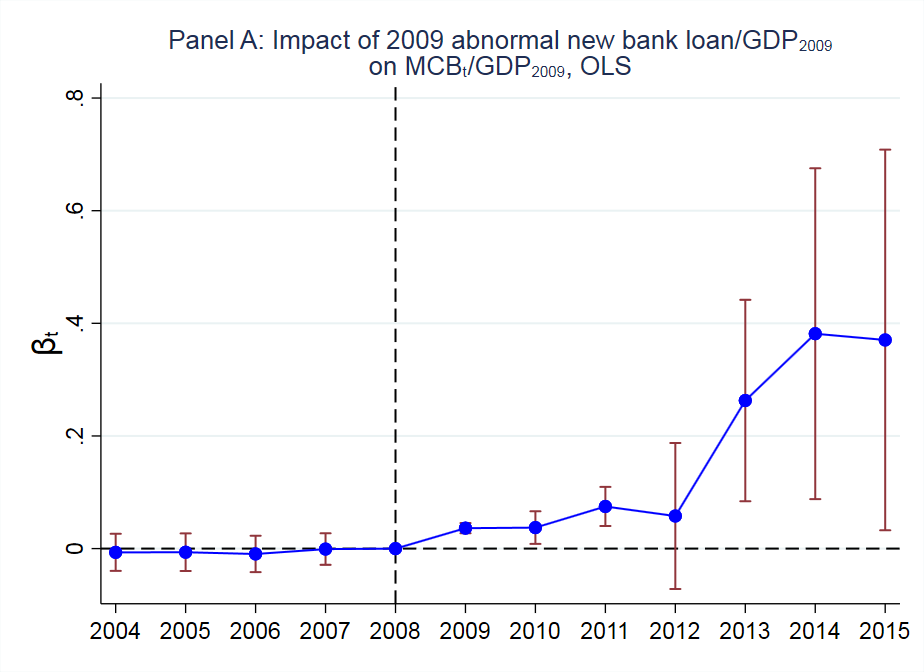 Panel A: Impact of 2009 abnormal new bank loan/GDP₂₀₀₉
on MCBₜ/GDP₂₀₀₉, OLS
.8
.6
.4
.2
0
βₜ
2004 2005 2006 2007 2008 2009 2010 2011 2012 2013 2014 2015